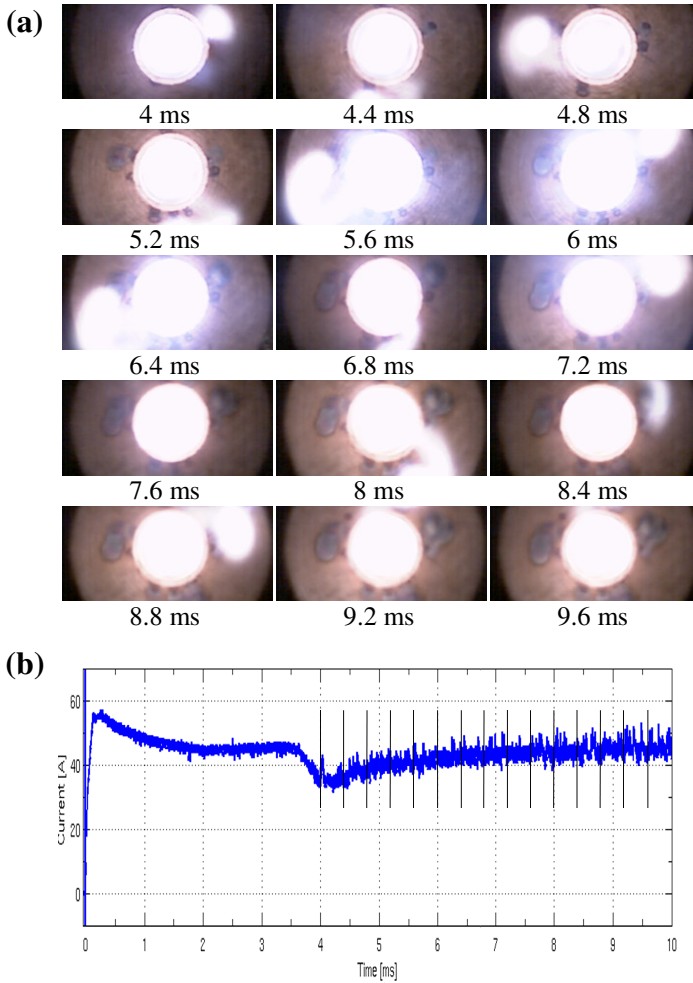 (a)
4 ms 4.4 ms 4.8 ms
5.2 ms 5.6 ms 6 ms
6.4 ms 6.8 ms 7.2 ms
7.6 ms 8 ms 8.4 ms
8.8 ms 9.2 ms 9.6 ms
(b)
60
40
20
0
Current [A]
0 1 2 3 4 5 6 7 8 9 10
Time [ms]